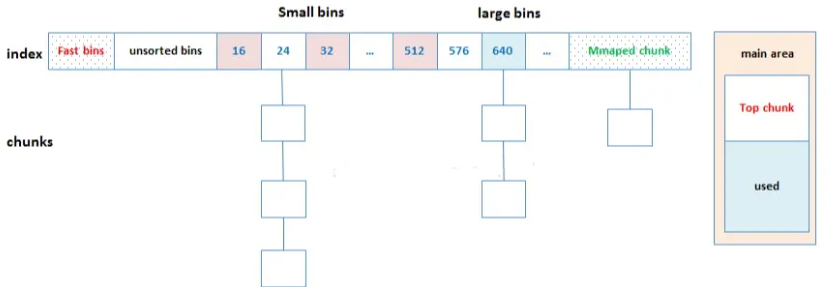 Small bins large bins
index Fast bins unsorted bins 16 24 32 ... 512 576 640 ... Mmaped chunk
main area
Top chunk
chunks
used